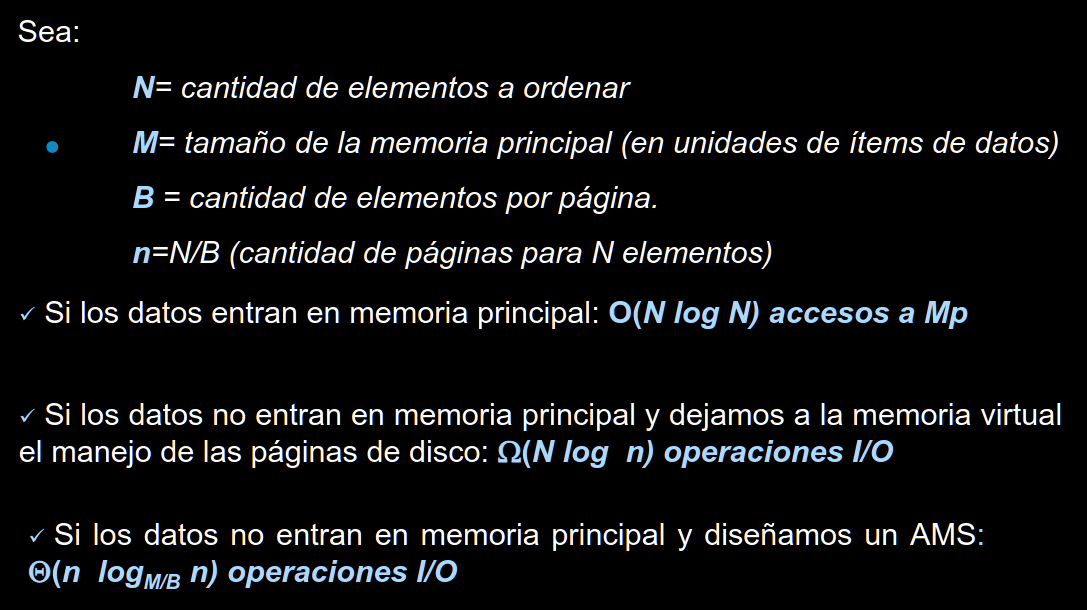 Sea:
N= cantidad de elementos a ordenar
• M= tamaño de la memoria principal (en unidades de ítems de datos)
B = cantidad de elementos por página.
n=N/B (cantidad de páginas para N elementos)
✓ Si los datos entran en memoria principal: O(N log N) accesos a Mp
✓ Si los datos no entran en memoria principal y dejamos a la memoria virtual
el manejo de las páginas de disco: Ω(N log n) operaciones I/O
✓ Si los datos no entran en memoria principal y diseñamos un AMS:
Θ(n log_M/B n) operaciones I/O